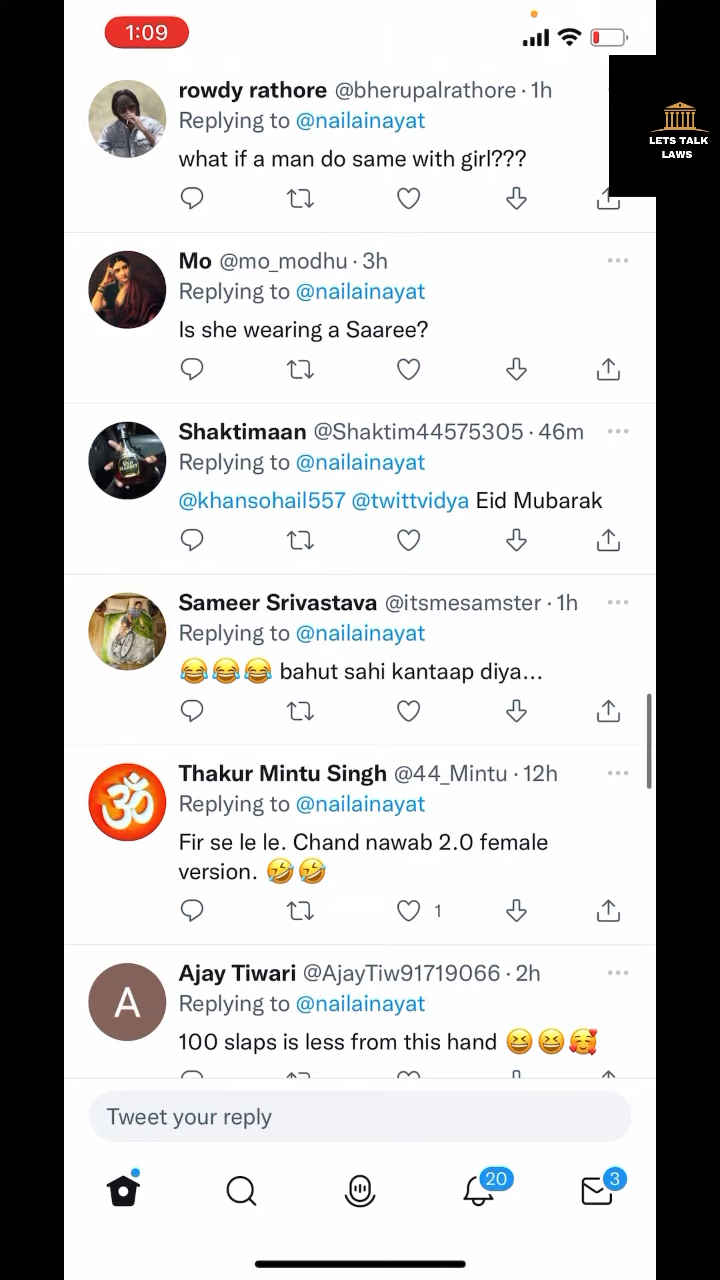 1:09
rowdy rathore @bherupalrathore · 1h
Replying to @nailainayat
what if a man do same with girl???
LETS TALK
LAWS
Mo @mo_modhu · 3h
Replying to @nailainayat
Is she wearing a Saaree?
Shaktimaan @Shaktim44575305 · 46m
Replying to @nailainayat
@khansohail557 @twittvidya Eid Mubarak
Sameer Srivastava @itsmesamster · 1h
Replying to @nailainayat
😂😂😂 bahut sahi kantaap diya...
Thakur Mintu Singh @44_Mintu · 12h
Replying to @nailainayat
Fir se le le. Chand nawab 2.0 female
version. 🤣🤣
1
A
Ajay Tiwari @AjayTiw91719066 · 2h
Replying to @nailainayat
100 slaps is less from this hand 😆😆🥰
Tweet your reply
20
3